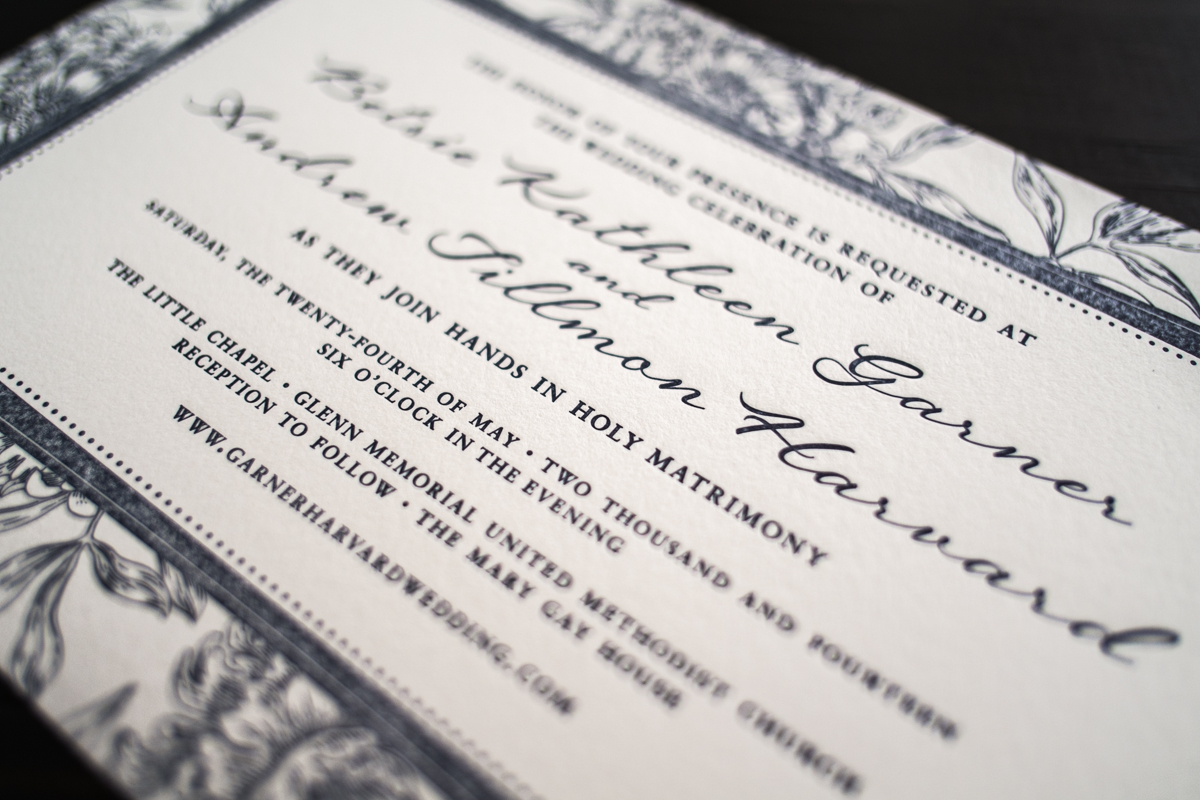 THE HONOR OF YOUR PRESENCE IS REQUESTED AT
THE WEDDING CELEBRATION OF
Kathleen Garner
and
Andrew Tillmon Harvard
AS THEY JOIN HANDS IN HOLY MATRIMONY
SATURDAY, THE TWENTY-FOURTH OF MAY • TWO THOUSAND AND FOURTEEN
SIX O'CLOCK IN THE EVENING
THE LITTLE CHAPEL • GLENN MEMORIAL UNITED METHODIST CHURCH
RECEPTION TO FOLLOW • THE MARY GAY HOUSE
WWW.GARNERHARVARDWEDDING.COM